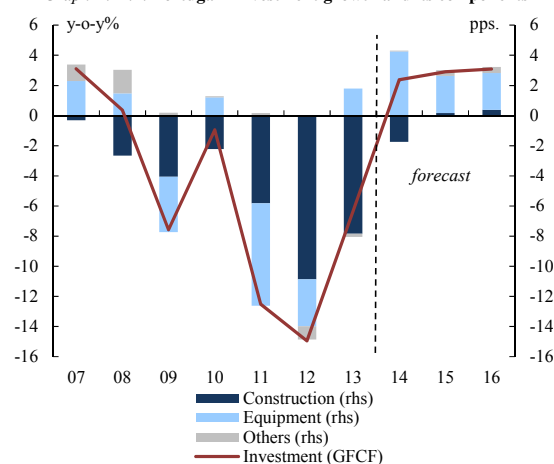 y-o-y% pps.
6 6
4 4
2 2
0 0
-2 -2
-4 forecast -4
-6 -6
-8 -8
-10 -10
-12 -12
-14 -14
-16 -16
07 08 09 10 11 12 13 14 15 16
Construction (rhs)
Equipment (rhs)
Others (rhs)
Investment (GFCF)